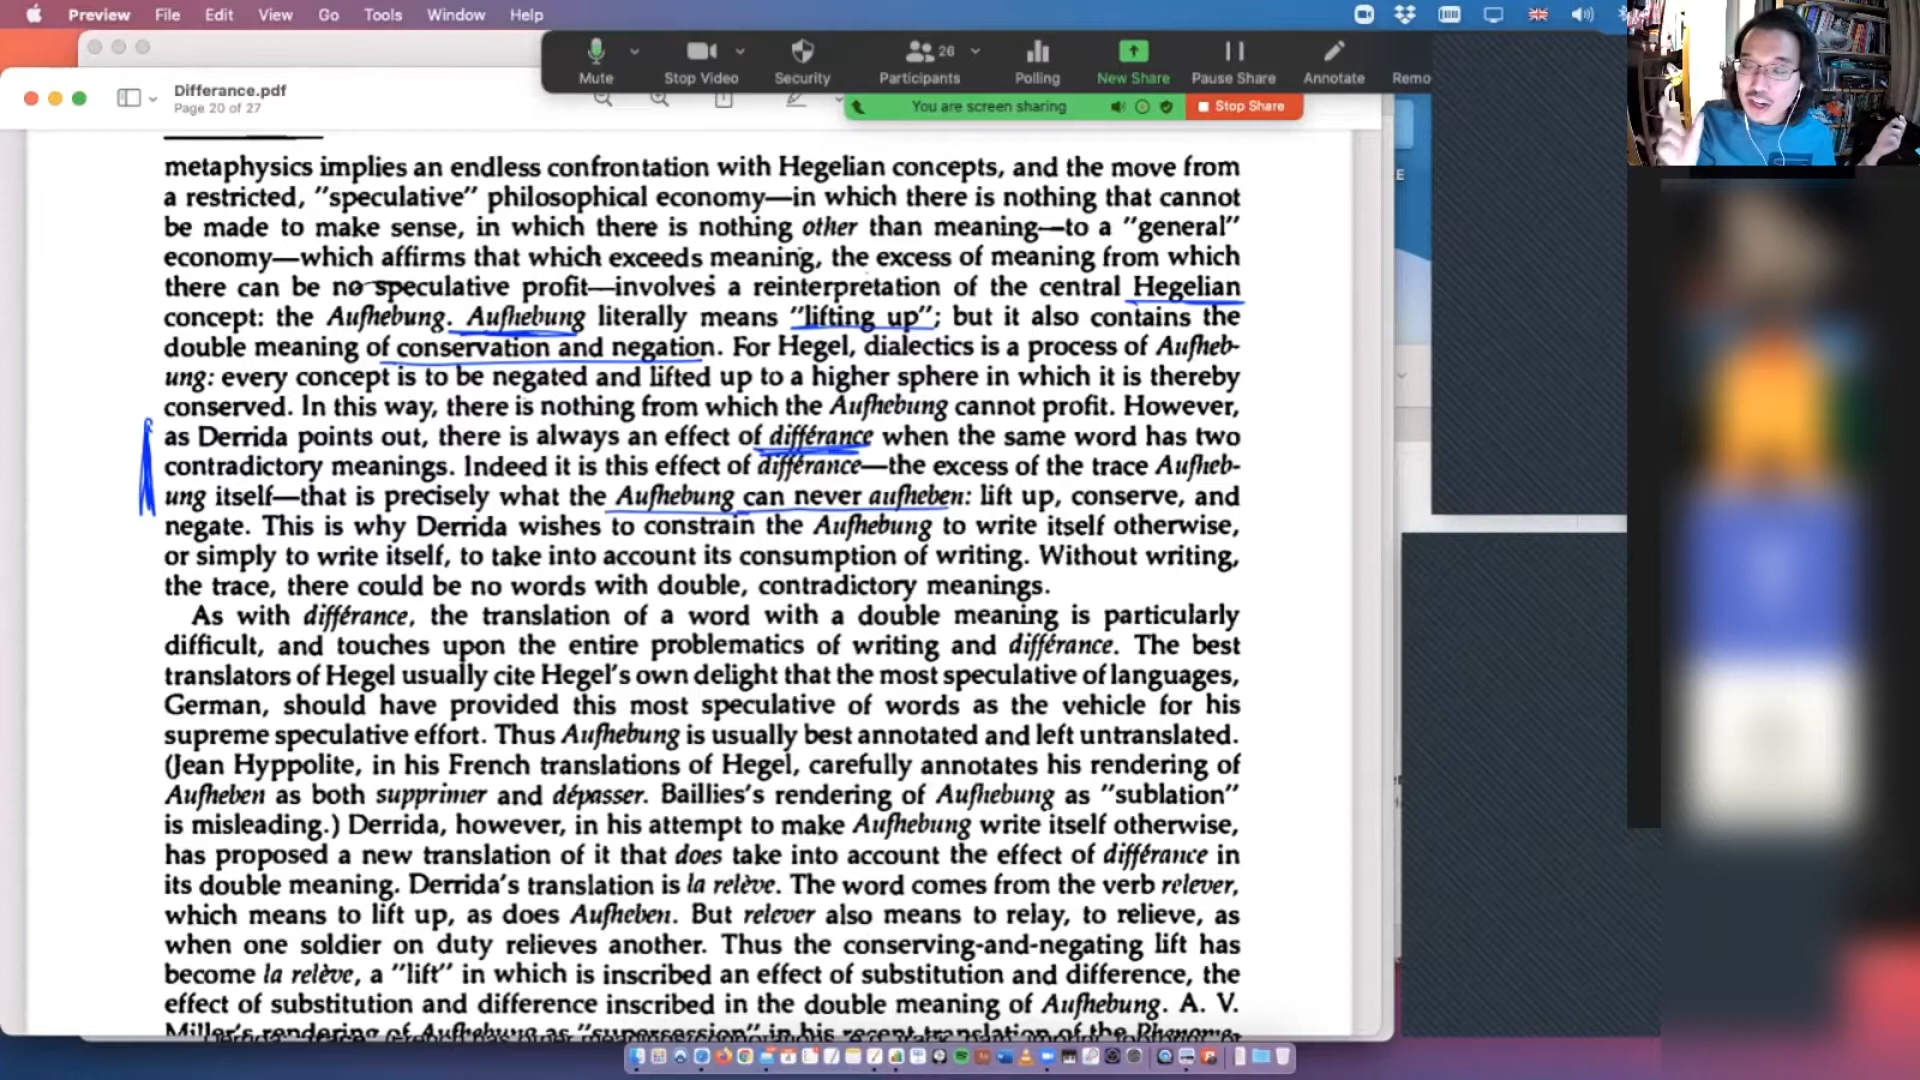 Preview File Edit View Go Tools Window Help
Mute Stop Video Security Participants 26 Polling New Share Pause Share Annotate Remo
Differance.pdf
Page 20 of 27
You are screen sharing Stop Share
metaphysics implies an endless confrontation with Hegelian concepts, and the move from
a restricted, "speculative" philosophical economy—in which there is nothing that cannot
be made to make sense, in which there is nothing other than meaning—to a "general"
economy—which affirms that which exceeds meaning, the excess of meaning from which
there can be no speculative profit—involves a reinterpretation of the central Hegelian
concept: the Aufhebung. Aufhebung literally means "lifting up"; but it also contains the
double meaning of conservation and negation. For Hegel, dialectics is a process of Aufheb-
ung: every concept is to be negated and lifted up to a higher sphere in which it is thereby
conserved. In this way, there is nothing from which the Aufhebung cannot profit. However,
as Derrida points out, there is always an effect of différance when the same word has two
contradictory meanings. Indeed it is this effect of différance—the excess of the trace Aufheb-
ung itself—that is precisely what the Aufhebung can never aufheben: lift up, conserve, and
negate. This is why Derrida wishes to constrain the Aufhebung to write itself otherwise,
or simply to write itself, to take into account its consumption of writing. Without writing,
the trace, there could be no words with double, contradictory meanings.
As with différance, the translation of a word with a double meaning is particularly
difficult, and touches upon the entire problematics of writing and différance. The best
translators of Hegel usually cite Hegel's own delight that the most speculative of languages,
German, should have provided this most speculative of words as the vehicle for his
supreme speculative effort. Thus Aufhebung is usually best annotated and left untranslated.
(Jean Hyppolite, in his French translations of Hegel, carefully annotates his rendering of
Aufheben as both supprimer and dépasser. Baillies's rendering of Aufhebung as "sublation"
is misleading.) Derrida, however, in his attempt to make Aufhebung write itself otherwise,
has proposed a new translation of it that does take into account the effect of différance in
its double meaning. Derrida's translation is la relève. The word comes from the verb relever,
which means to lift up, as does Aufheben. But relever also means to relay, to relieve, as
when one soldier on duty relieves another. Thus the conserving-and-negating lift has
become la relève, a "lift" in which is inscribed an effect of substitution and difference, the
effect of substitution and difference inscribed in the double meaning of Aufhebung. A. V.
Miller's rendering of Aufhebung as "supersession" in his recent translation of the Phenome-